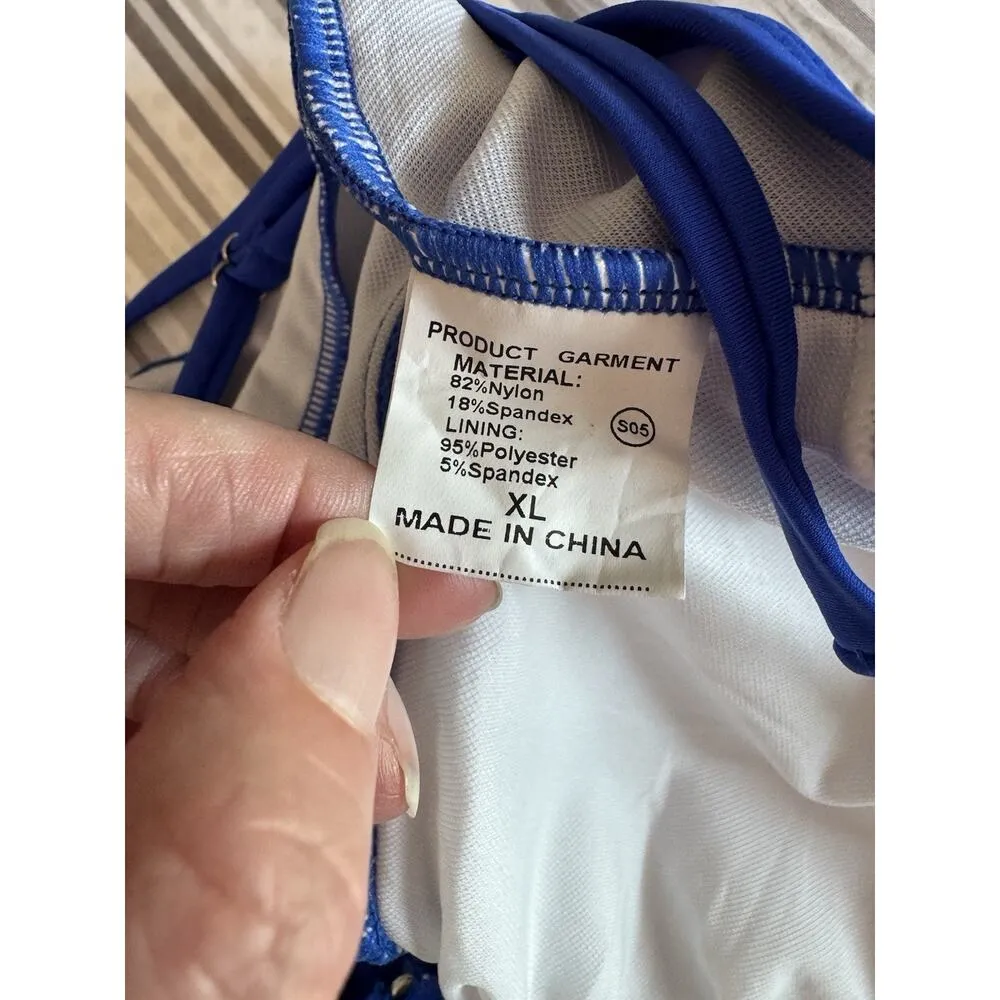 PRODUCT GARMENT
MATERIAL:
82%Nylon
18%Spandex
S05
LINING:
95%Polyester
5%Spandex
XL
MADE IN CHINA